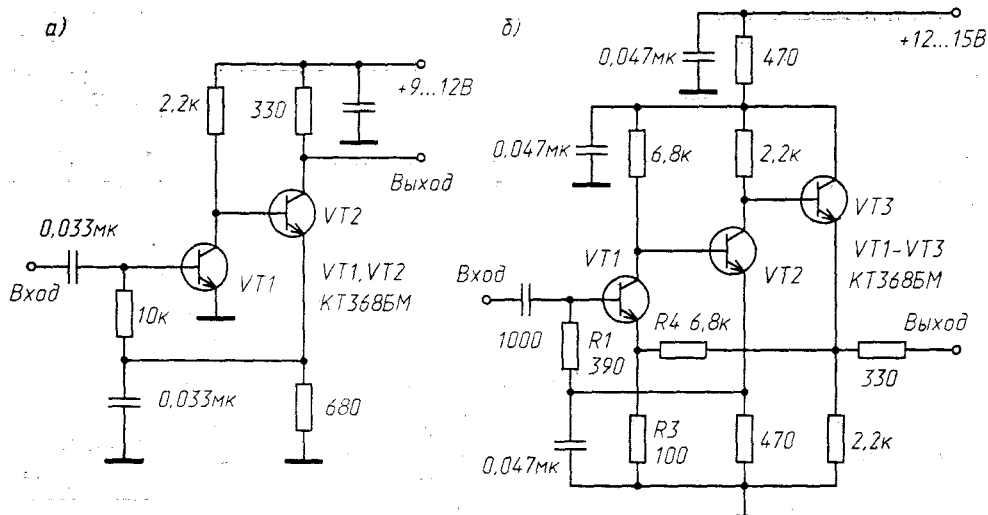 а)
+9...12В
2,2к
330
Выход
0,033мк
VT2
Вход
VT1
VT1,VT2
КТ368БМ
10к
0,033мк
680
б)
+12...15В
0,047мк
470
0,047мк
6,8к
2,2к
VT3
VT1
VT2
VT1-VT3
КТ368БМ
Вход
1000
R1
390
R4 6,8к
Выход
330
R3
100
470
2,2к
0,047мк